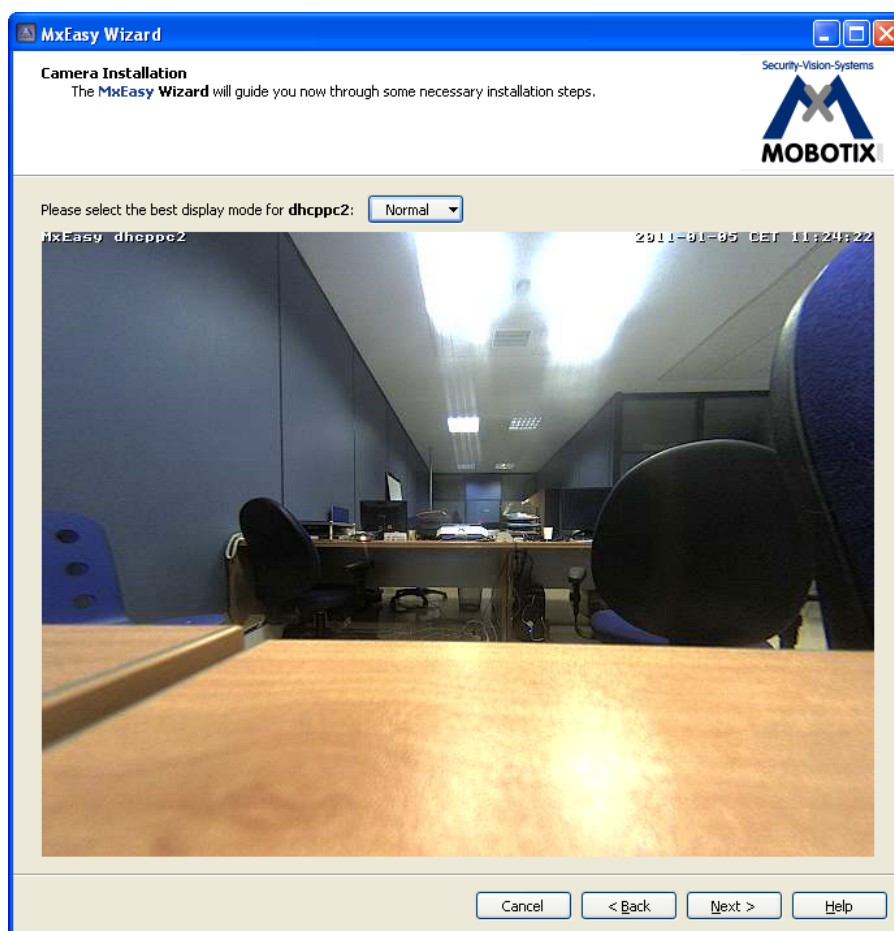 MxEasy Wizard
Camera Installation
The MxEasy Wizard will guide you now through some necessary installation steps.
Security-Vision-Systems
MOBOTIX
Please select the best display mode for dhcppc2: Normal
MxEasy dhcppc2
2011-01-05 CET 11:24:22
Cancel
< Back
Next >
Help